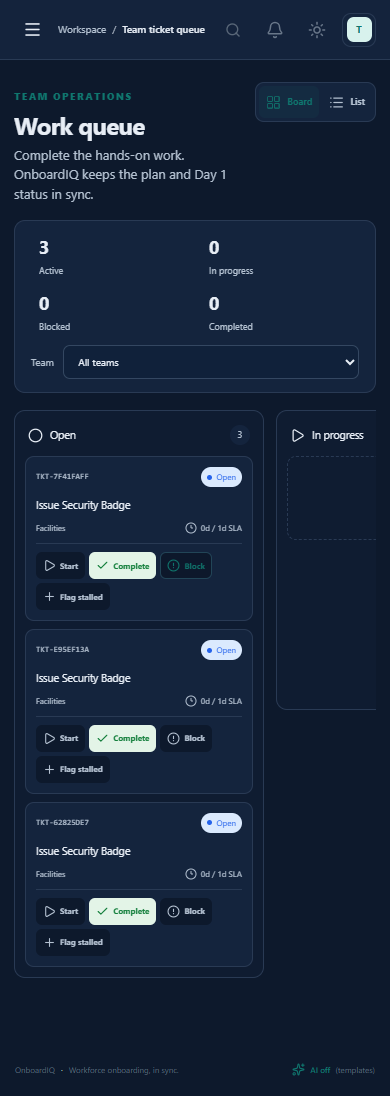 Workspace / Team ticket queue
T
TEAM OPERATIONS
Board
List
Work queue
Complete the hands-on work.
OnboardIQ keeps the plan and Day 1
status in sync.
3
Active
0
In progress
0
Blocked
0
Completed
Team
All teams
Open
3
TKT-7F41FAFF
Open
Issue Security Badge
Facilities
0d / 1d SLA
Start
Complete
Block
Flag stalled
TKT-E95EF13A
Open
Issue Security Badge
Facilities
0d / 1d SLA
Start
Complete
Block
Flag stalled
TKT-62825DE7
Open
Issue Security Badge
Facilities
0d / 1d SLA
Start
Complete
Block
Flag stalled
In progress
OnboardIQ · Workforce onboarding, in sync.
AI off (templates)